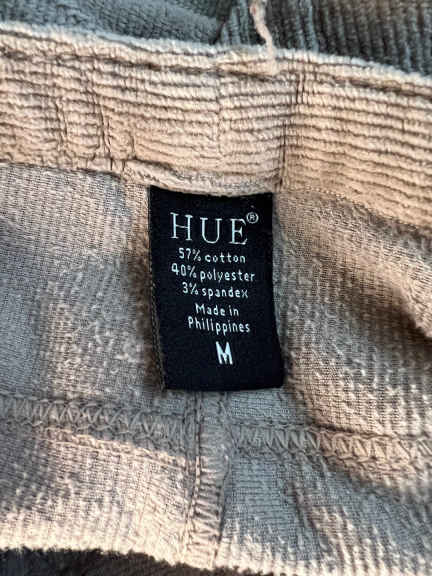 HUE®
57% cotton
40% polyester
3% spandex
Made in
Philippines
M